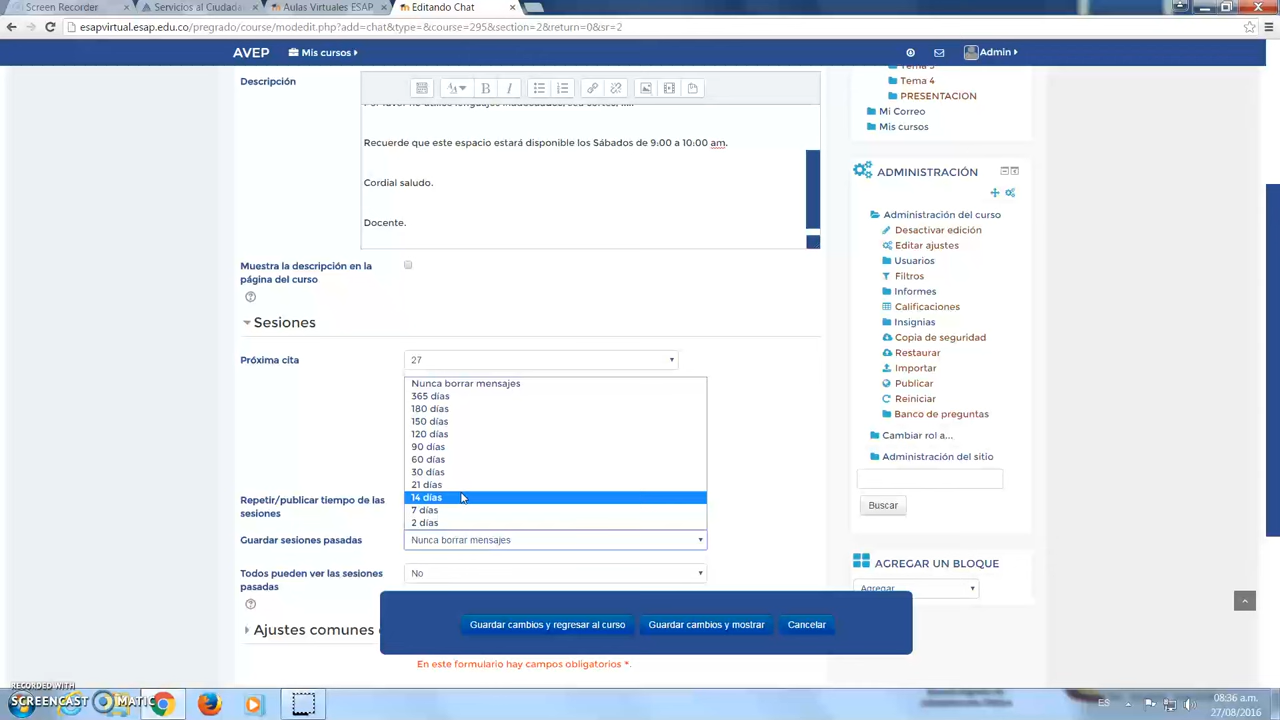 Screen Recorder
Servicios al Ciudada
Aulas Virtuales ESAP
Editando Chat
esapvirtual.esap.edu.co/pregrado/course/modedit.php?add=chat&type=&course=295&section=2&return=0&sr=2
AVEP
Mis cursos
Admin
Descripción
Recuerde que este espacio estará disponible los Sábados de 9:00 a 10:00 am.
Cordial saludo.
Docente.
Muestra la descripción en la
página del curso
Sesiones
Próxima cita
27
Nunca borrar mensajes
365 días
180 días
150 días
120 días
90 días
60 días
30 días
21 días
14 días
7 días
2 días
Repetir/publicar tiempo de las
sesiones
Guardar sesiones pasadas
Nunca borrar mensajes
Todos pueden ver las sesiones
pasadas
No
Ajustes comunes
Guardar cambios y regresar al curso
Guardar cambios y mostrar
Cancelar
En este formulario hay campos obligatorios *.
Tema 4
PRESENTACION
Mi Correo
Mis cursos
ADMINISTRACIÓN
Administración del curso
Desactivar edición
Editar ajustes
Usuarios
Filtros
Informes
Calificaciones
Insignias
Copia de seguridad
Restaurar
Importar
Publicar
Reiniciar
Banco de preguntas
Cambiar rol a...
Administración del sitio
Buscar
AGREGAR UN BLOQUE
Agregar
RECORDED WITH
SCREENCAST MATIC
ES
08:36 a.m.
27/08/2016